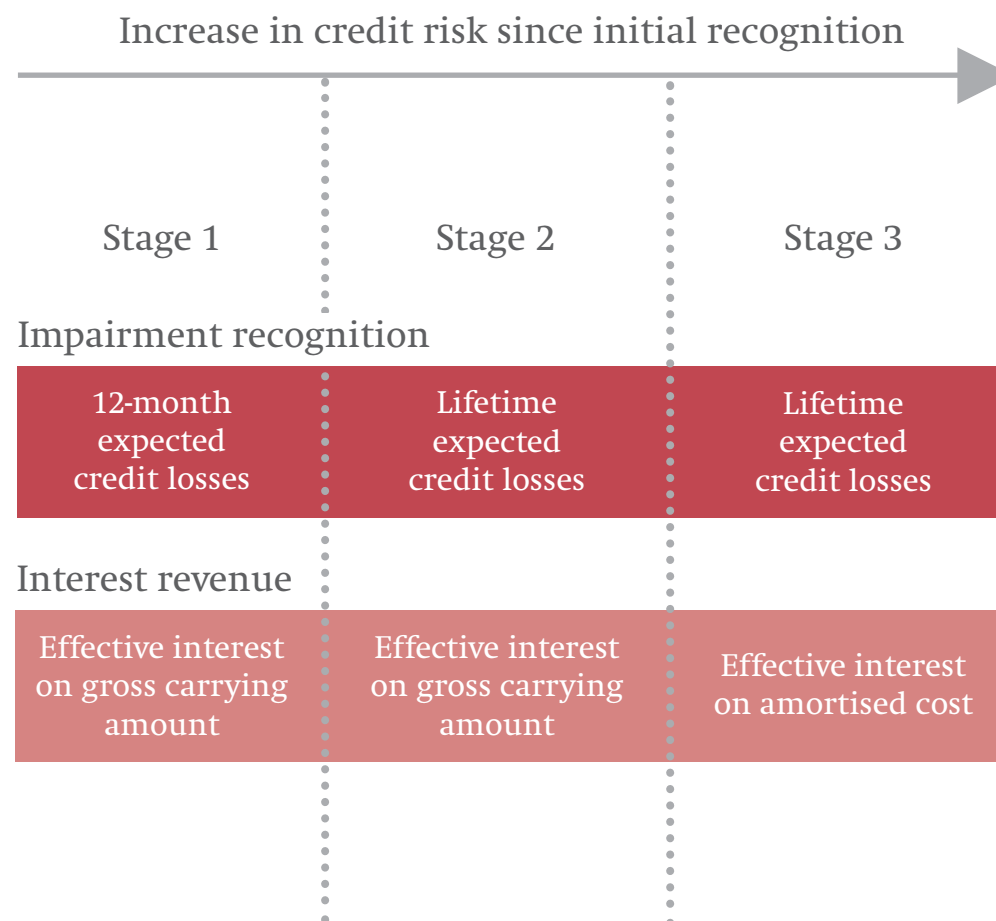 Increase in credit risk since initial recognition
Stage 1
Stage 2
Stage 3
Impairment recognition
12-month
expected
credit losses
Lifetime
expected
credit losses
Lifetime
expected
credit losses
Interest revenue
Effective interest
on gross carrying
amount
Effective interest
on gross carrying
amount
Effective interest
on amortised cost